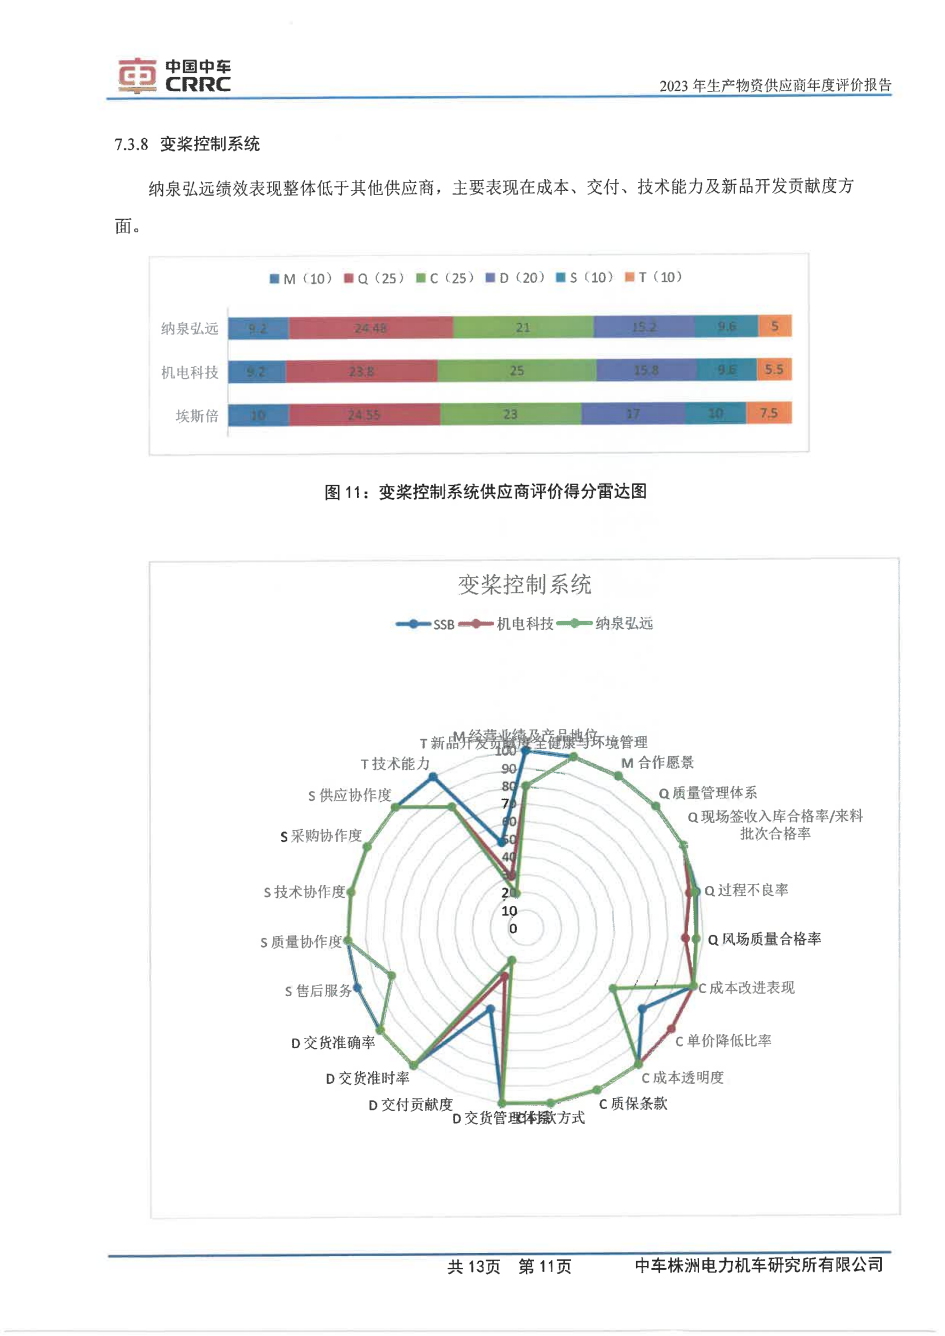 中国中车
CRRC
2023 年生产物资供应商年度评价报告
7.3.8 变桨控制系统
纳泉弘远绩效表现整体低于其他供应商，主要表现在成本、交付、技术能力及新品开发贡献度方
面。
M（10） Q（25） C（25） D（20） S（10） T（10）
纳泉弘远 9.2 24.48 21 15.2 9.6 5
机电科技 9.2 23.8 25 15.8 9.6 5.5
埃斯倍 10 24.55 23 17 10 7.5
图 11：变桨控制系统供应商评价得分雷达图
变桨控制系统
SSB 机电科技 纳泉弘远
M 经营业绩及产品地位
T 新品开发贡献度 全健康与环境管理
T 技术能力
M 合作愿景
S 供应协作度
Q 质量管理体系
S 采购协作度
Q 现场签收入库合格率/来料
批次合格率
S 技术协作度
Q 过程不良率
S 质量协作度
Q 风场质量合格率
S 售后服务
C 成本改进表现
D 交货准确率
C 单价降低比率
D 交货准时率
C 成本透明度
D 交付贡献度
C 质保条款
D 交货管理体系
C 付款方式
100
90
80
70
60
50
40
20
10
0
共 13页 第 11页 中车株洲电力机车研究所有限公司